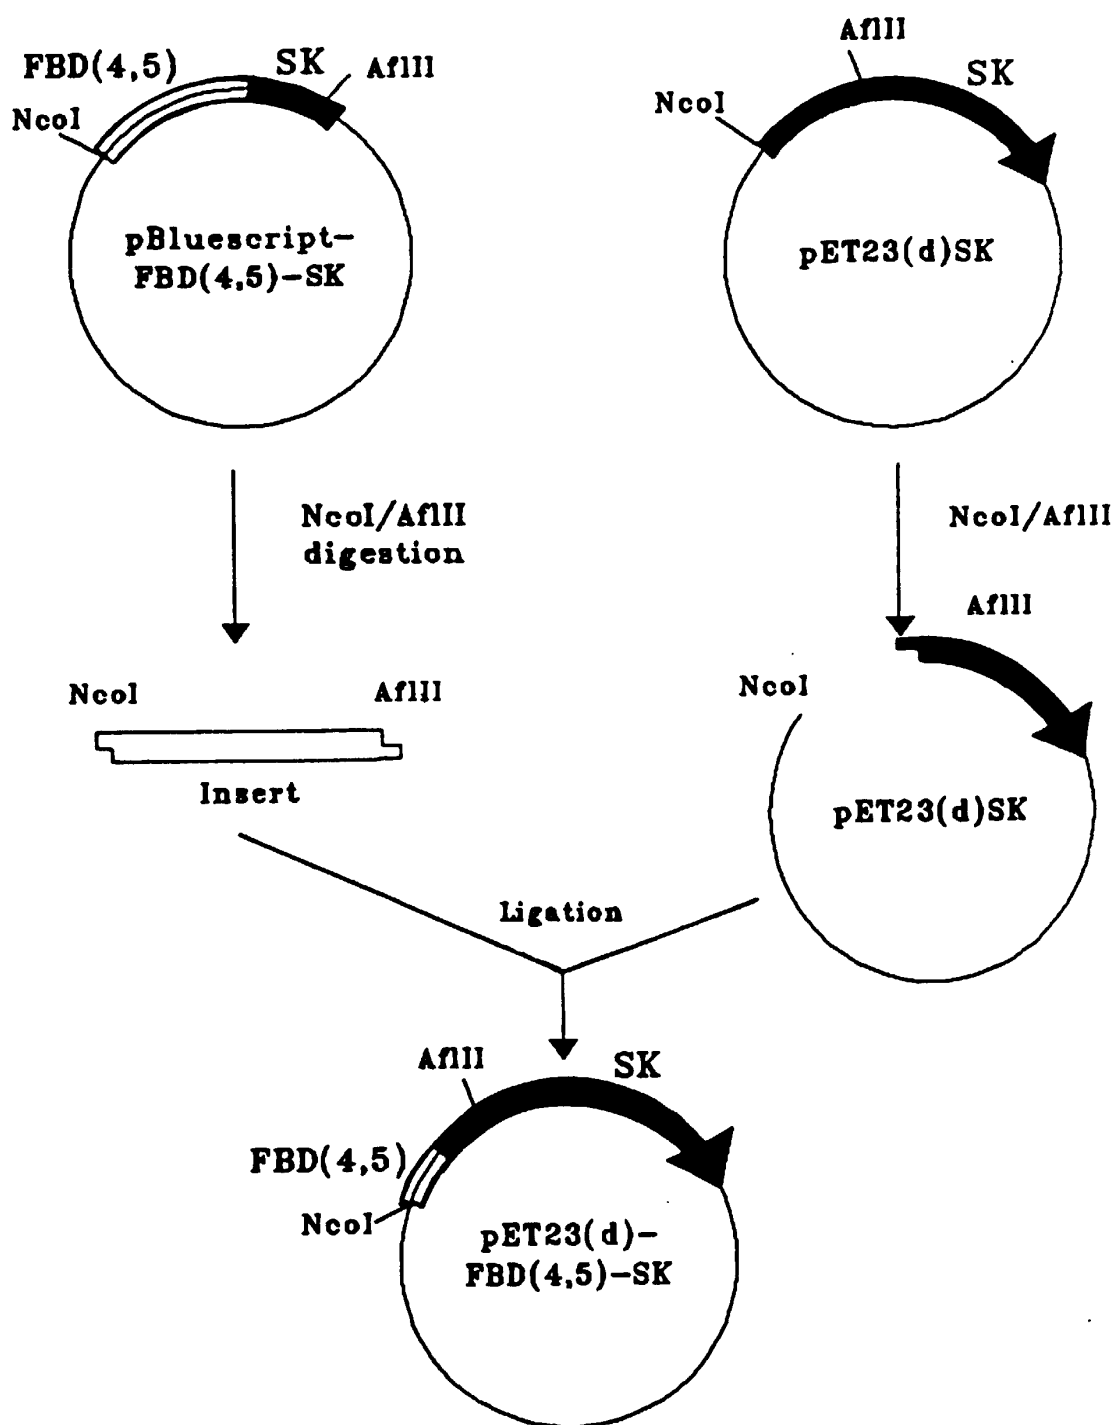 FBD(4,5)
SK
AflII
NcoI
pBluescript-
FBD(4,5)-SK
AflII
SK
NcoI
pET23(d)SK
NcoI/AflII
digestion
NcoI/AflII
NcoI
AflII
Insert
AflII
NcoI
pET23(d)SK
Ligation
AflII
SK
FBD(4,5)
NcoI
pET23(d)-
FBD(4,5)-SK